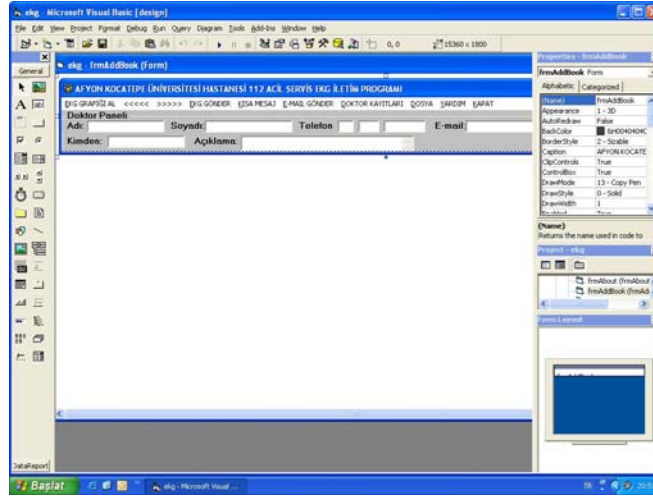 ekg - Microsoft Visual Basic [design]
File Edit View Project Format Debug Run Query Diagram Tools Add-Ins Window Help
0, 0 15360 x 1800
General
DataReport
ekg - frmAddBook (Form)
AFYON KOCATEPE ÜNİVERSİTESİ HASTANESİ 112 ACİL SERVİS EKG İLETİM PROGRAMI
EKG GRAFİĞİ AL <<<<< >>>>> EKG GÖNDER KISA MESAJ E-MAİL GÖNDER DOKTOR KAYITLARI DOSYA YARDIM KAPAT
Doktor Paneli
Adı: Soyadı: Telefon E-mail:
Kimden: Açıklama:
Properties - frmAddBook
frmAddBook Form
Alphabetic Categorized
(Name) frmAddBook
Appearance 1 - 3D
AutoRedraw False
BackColor &H00404040
BorderStyle 2 - Sizable
Caption AFYON KOCATE
ClipControls True
ControlBox True
DrawMode 13 - Copy Pen
DrawStyle 0 - Solid
DrawWidth 1
Enabled True
(Name)
Returns the name used in code to
Project - ekg
frmAbout (frmAbout
frmAddBook (frmAd
Form Layout
Başlat ekg - Microsoft Visual ... TR